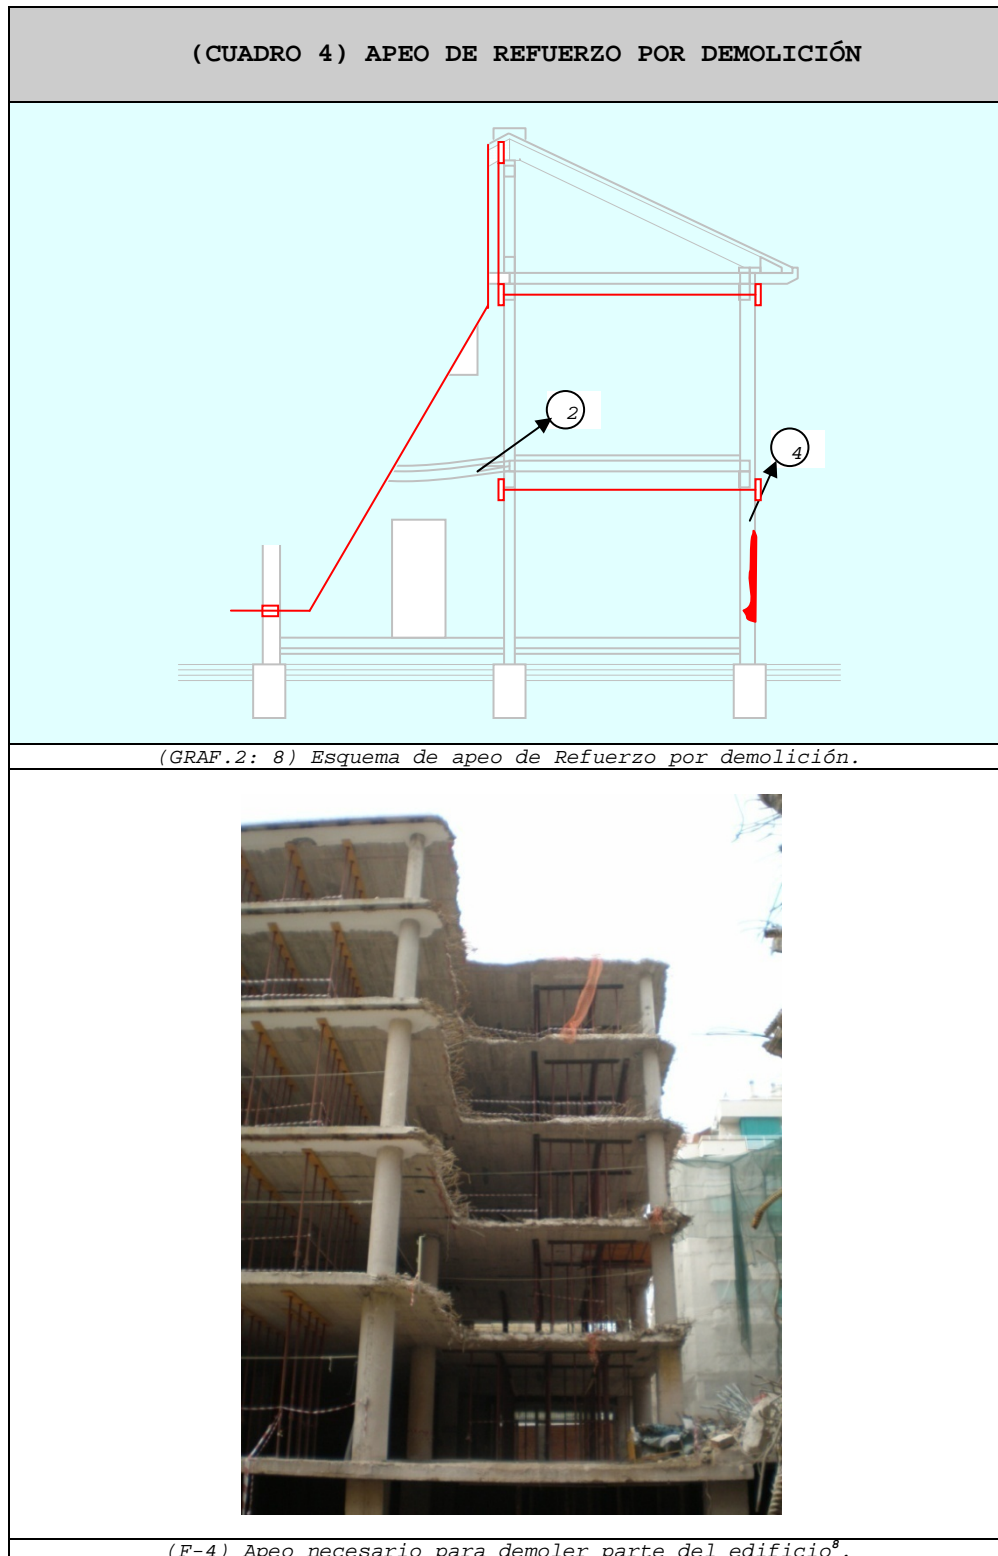 (CUADRO 4) APEO DE REFUERZO POR DEMOLICIÓN
2
4
(GRAF.2: 8) Esquema de apeo de Refuerzo por demolición.
(F-4) Apeo necesario para demoler parte del edificio⁸.